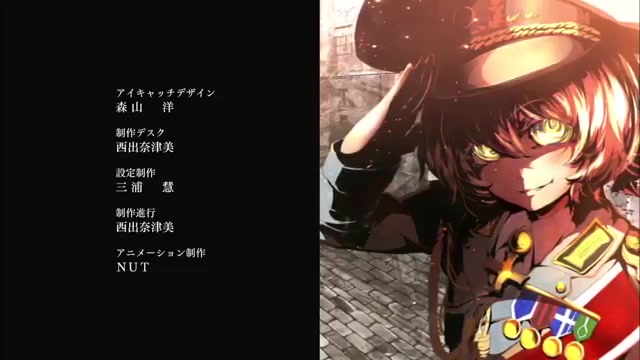 アイキャッチデザイン
森山　洋
制作デスク
西出奈津美
設定制作
三浦　慧
制作進行
西出奈津美
アニメーション制作
NUT